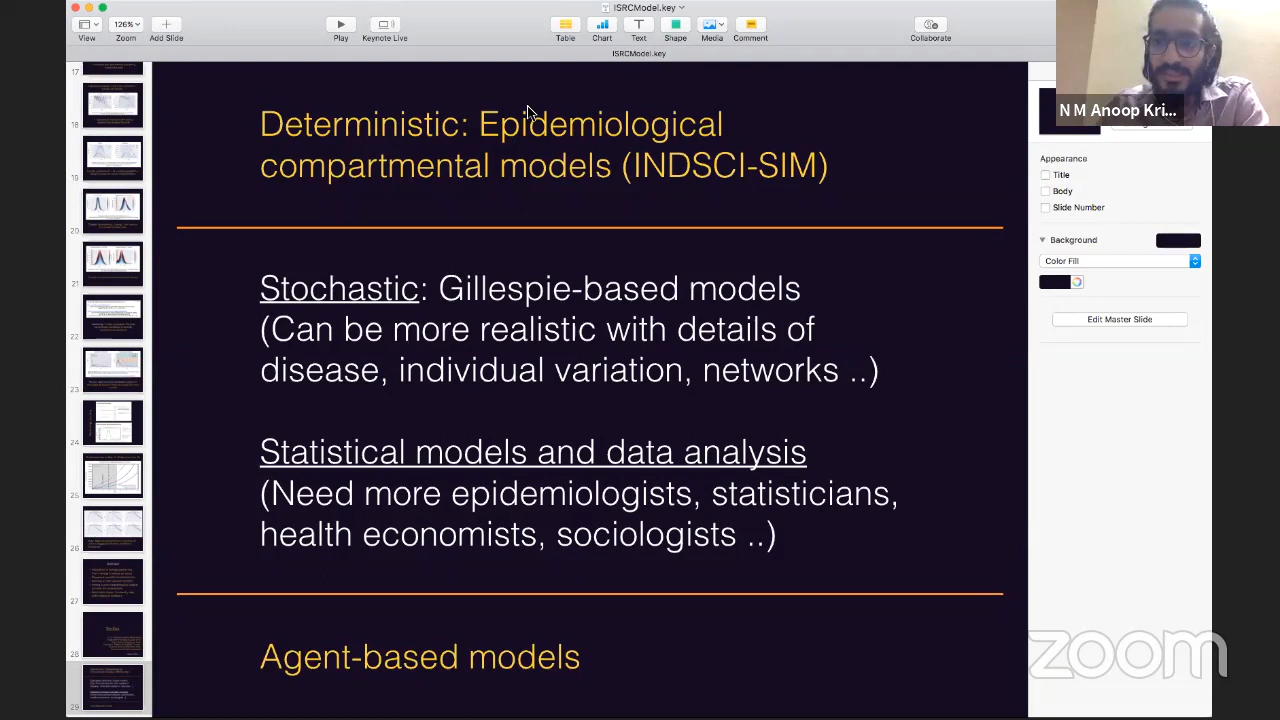 ISRCModel.key
126%
View
Zoom
Add Slide
Play
Keynote Live
Table
Chart
Text
Shape
Media
Comment
Collaborate
ISRCModel.key
N M Anoop Kri...
17
18
19
20
21
22
23
24
25
26
27
28
29
Deterministic: Epidemiological
compartmental models (INDSCI-SIM)
Stochastic: Gillespie-based models
(Can be more realistic with details of
disease, individual variation, networks ..)
Statistical models and data analysis
(Need more epidemiologists, statisticians,
health economists, sociologists ..)
Agent-based models
Appearance
Title
Body
Slide Number
Background
Color Fill
Edit Master Slide
zoom